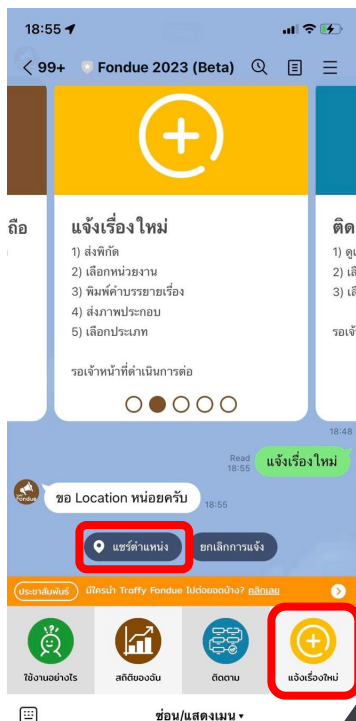 18:55
99+ Fondue 2023 (Beta)
ถือ
แจ้งเรื่องใหม่
1) ส่งพิกัด
2) เลือกหน่วยงาน
3) พิมพ์คำบรรยายเรื่อง
4) ส่งภาพประกอบ
5) เลือกประเภท
รอเจ้าหน้าที่ดำเนินการต่อ
ติด
1) ดูเ
2) เลื
3) เลื
รอเจ้
18:48
Read
18:55
แจ้งเรื่องใหม่
Fondue
ขอ Location หน่อยครับ
18:55
แชร์ตำแหน่ง
ยกเลิกการแจ้ง
ประชาสัมพันธ์ มีใครนำ Traffy Fondue ไปต่อยอดบ้าง? คลิกเลย
ใช้งานอย่างไร
สถิติของฉัน
ติดตาม
แจ้งเรื่องใหม่
ซ่อน/แสดงเมนู